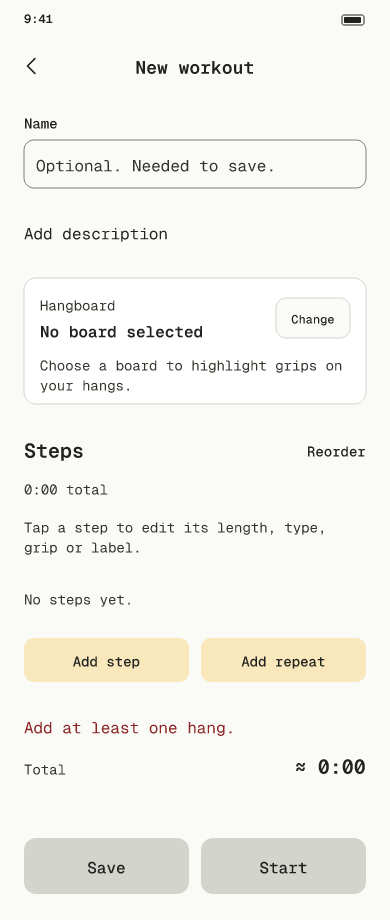 9:41
New workout
Name
Optional. Needed to save.
Add description
Hangboard
No board selected
Change
Choose a board to highlight grips on
your hangs.
Steps
Reorder
0:00 total
Tap a step to edit its length, type,
grip or label.
No steps yet.
Add step
Add repeat
Add at least one hang.
Total
≈ 0:00
Save
Start